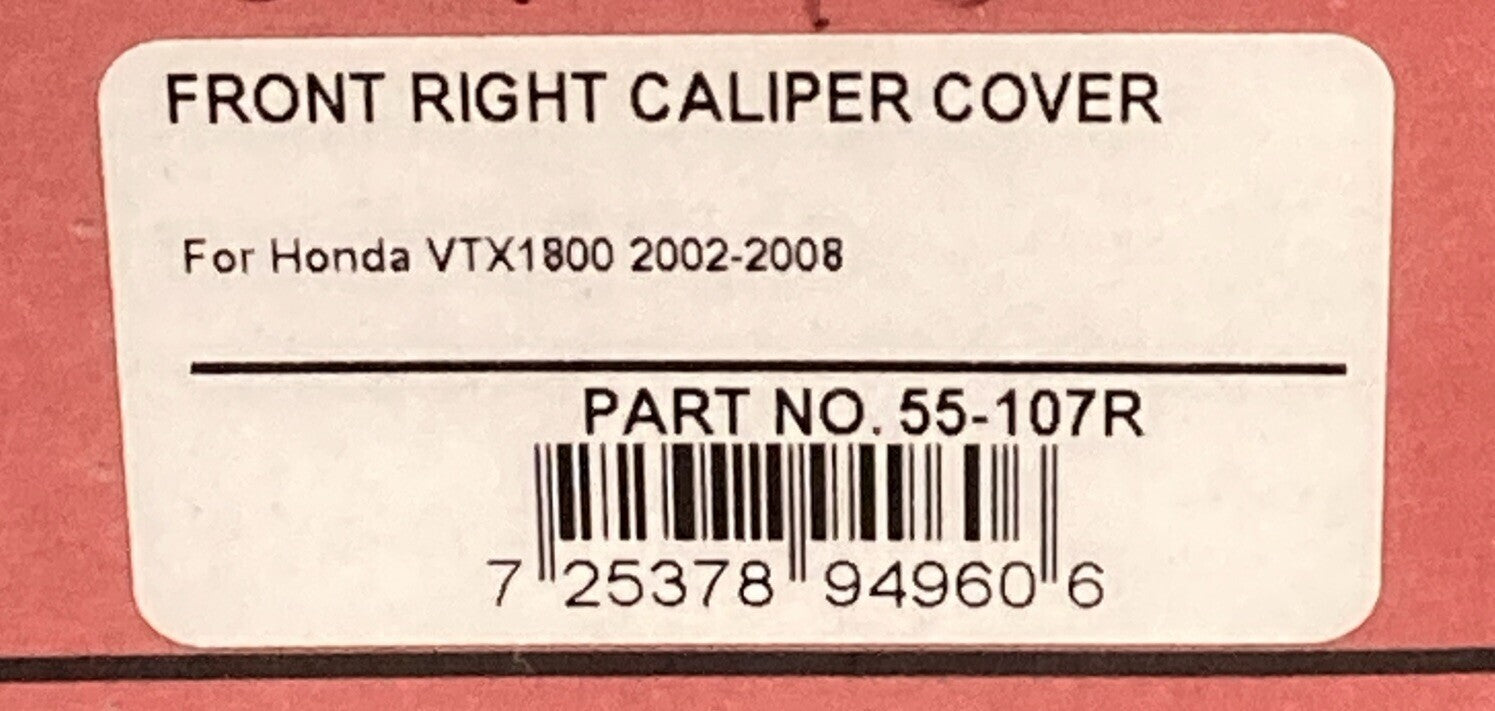 FRONT RIGHT CALIPER COVER
For Honda VTX1800 2002-2008
PART NO. 55-107R
7 25378 94960 6